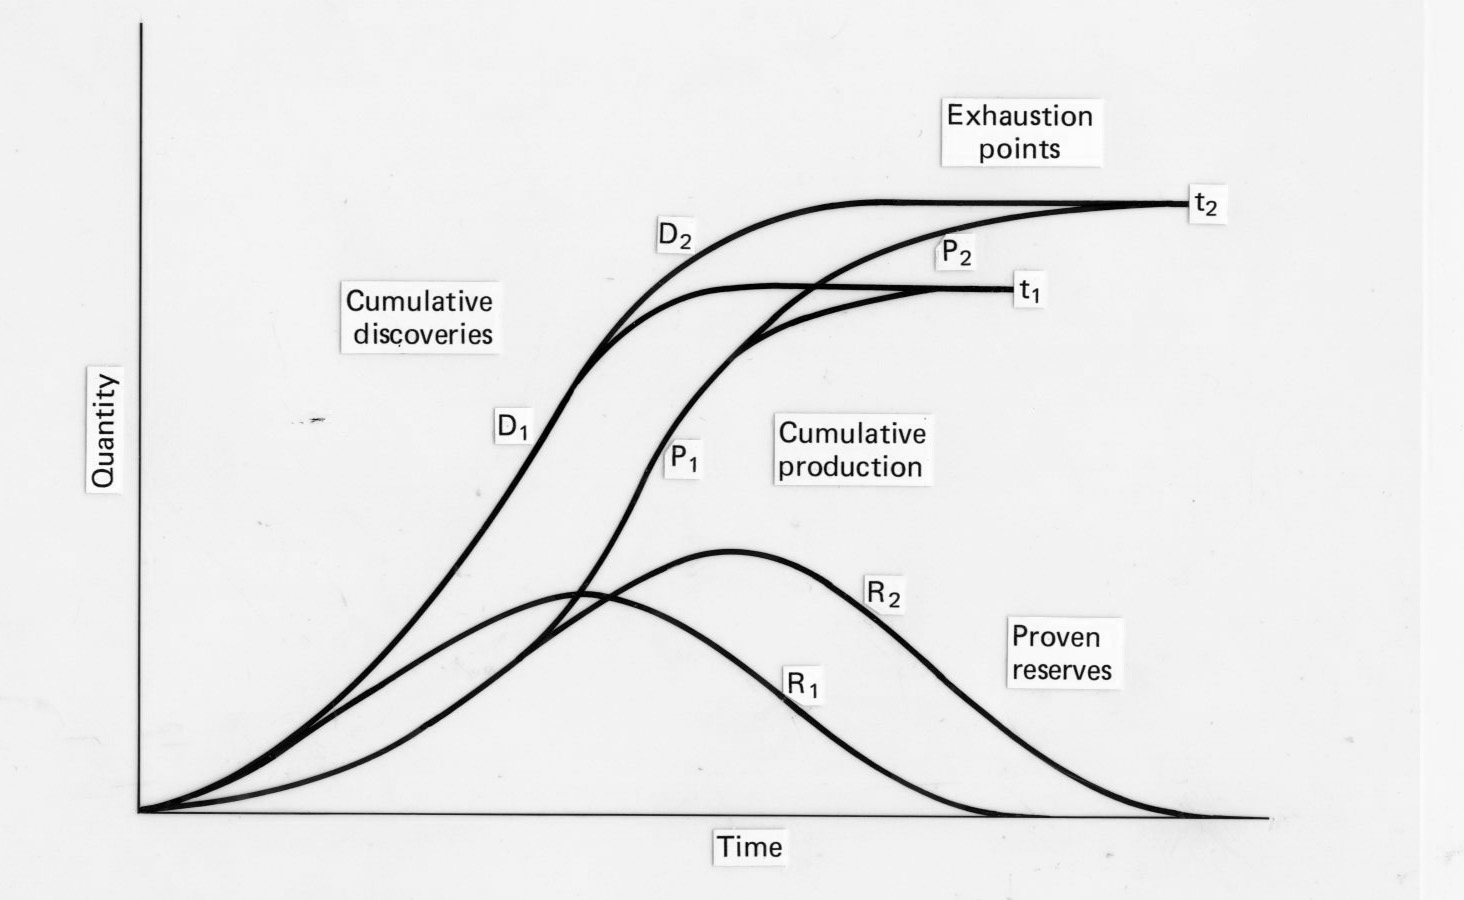 Exhaustion
points
t2
D2
P2
t1
Cumulative
discoveries
Quantity
D1
Cumulative
production
P1
R2
Proven
reserves
R1
Time